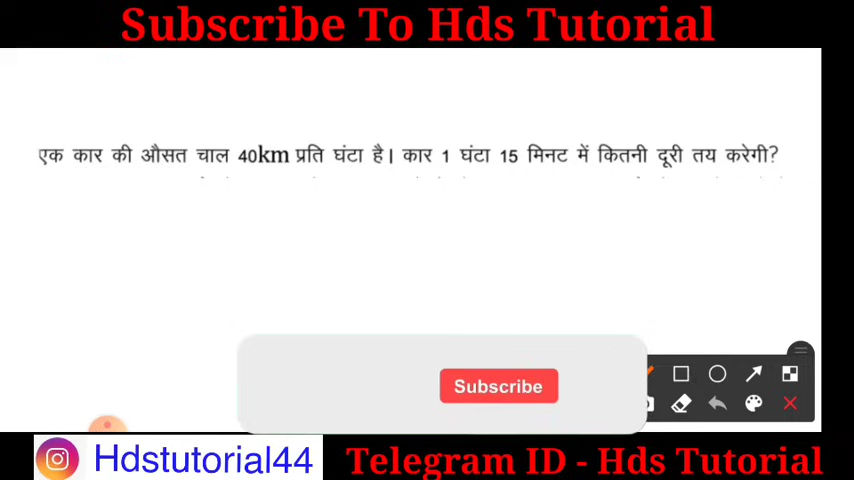 Subscribe To Hds Tutorial
एक कार की औसत चाल 40km प्रति घंटा है। कार 1 घंटा 15 मिनट में कितनी दूरी तय करेगी?
Subscribe
Hdstutorial44
Telegram ID - Hds Tutorial